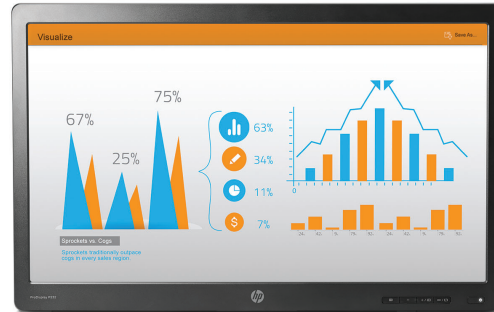 Visualize
Save As...
67%
25%
75%
63%
34%
11%
7%
0
Sprockets vs. Cogs
Sprockets traditionally outpace
cogs in every sales region
hp